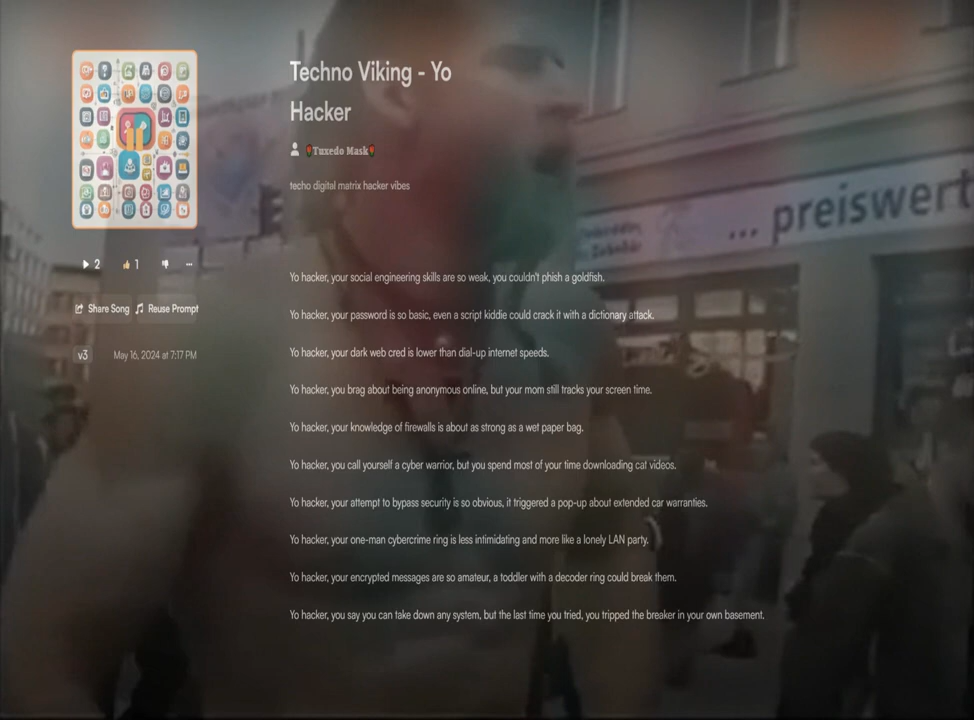 Techno Viking - Yo
Hacker
🌹Tuxedo Mask🌹
techo digital matrix hacker vibes
2
1
Share Song
Reuse Prompt
v3
May 16, 2024 at 7:17 PM
... preiswert
Yo hacker, your social engineering skills are so weak, you couldn't phish a goldfish.
Yo hacker, your password is so basic, even a script kiddie could crack it with a dictionary attack.
Yo hacker, your dark web cred is lower than dial-up internet speeds.
Yo hacker, you brag about being anonymous online, but your mom still tracks your screen time.
Yo hacker, your knowledge of firewalls is about as strong as a wet paper bag.
Yo hacker, you call yourself a cyber warrior, but you spend most of your time downloading cat videos.
Yo hacker, your attempt to bypass security is so obvious, it triggered a pop-up about extended car warranties.
Yo hacker, your one-man cybercrime ring is less intimidating and more like a lonely LAN party.
Yo hacker, your encrypted messages are so amateur, a toddler with a decoder ring could break them.
Yo hacker, you say you can take down any system, but the last time you tried, you tripped the breaker in your own basement.